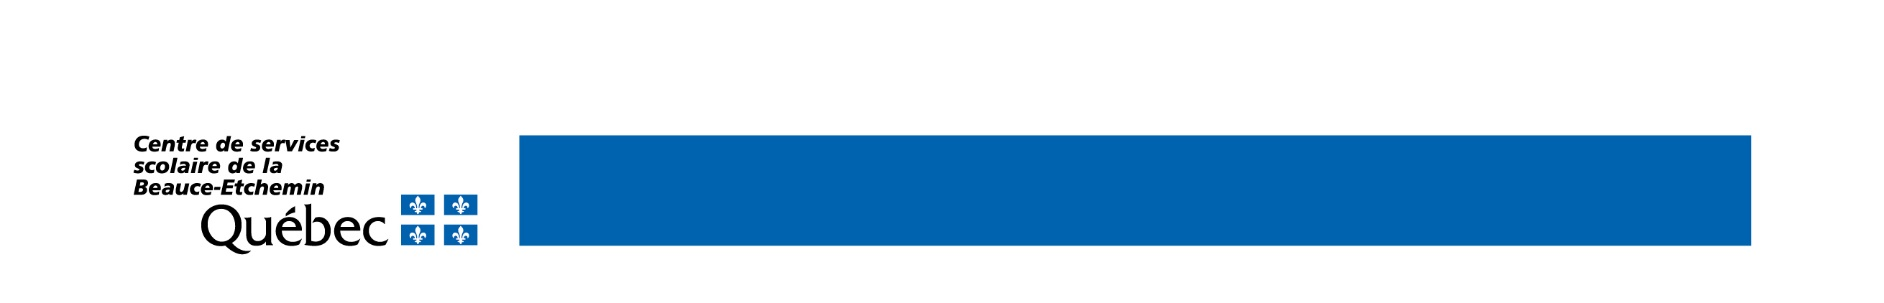 Centre de services
scolaire de la
Beauce-Etchemin
Québec